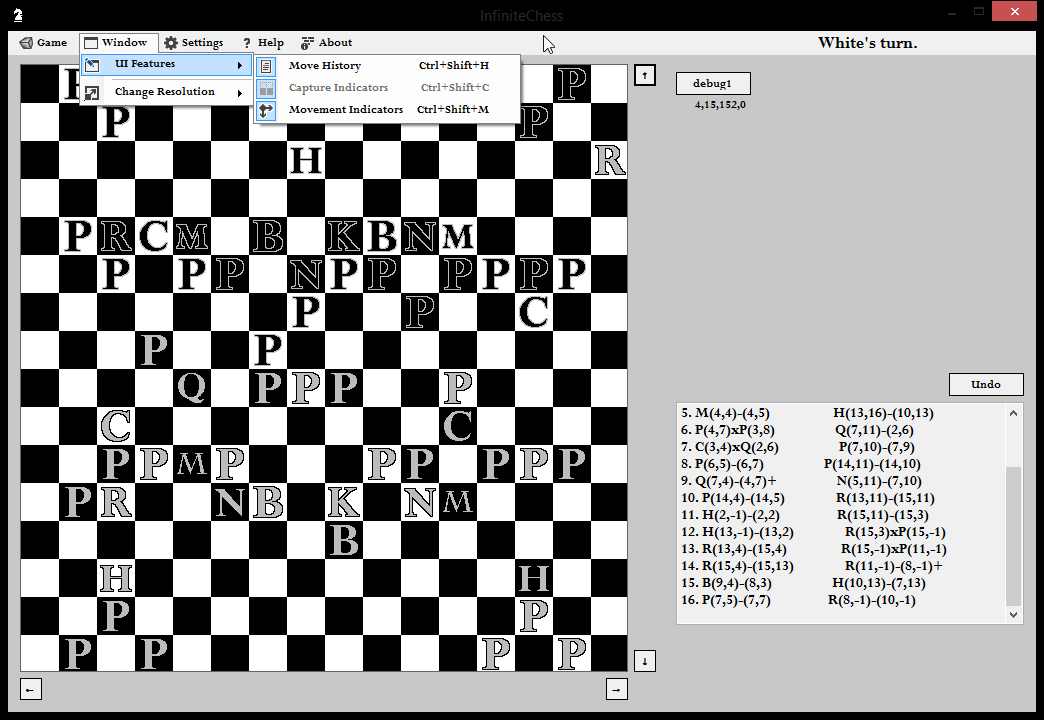 InfiniteChess
Game Window Settings ? Help About White's turn.
UI Features
Change Resolution
Move History Ctrl+Shift+H
Capture Indicators Ctrl+Shift+C
Movement Indicators Ctrl+Shift+M
debug1
4,15,152,0
P
P P
H R
P R C M B K B N M
P P P N P P P P P P
P P C
P P
Q P P P P
C C
P P M P P P P P P
P R N B K N M
B
H H
P P
P P P P
Undo
5. M(4,4)-(4,5) H(13,16)-(10,13)
6. P(4,7)xP(3,8) Q(7,11)-(2,6)
7. C(3,4)xQ(2,6) P(7,10)-(7,9)
8. P(6,5)-(6,7) P(14,11)-(14,10)
9. Q(7,4)-(4,7)+ N(5,11)-(7,10)
10. P(14,4)-(14,5) R(13,11)-(15,11)
11. H(2,-1)-(2,2) R(15,11)-(15,3)
12. H(13,-1)-(13,2) R(15,3)xP(15,-1)
13. R(13,4)-(15,4) R(15,-1)xP(11,-1)
14. R(15,4)-(15,13) R(11,-1)-(8,-1)+
15. B(9,4)-(8,3) H(10,13)-(7,13)
16. P(7,5)-(7,7) R(8,-1)-(10,-1)